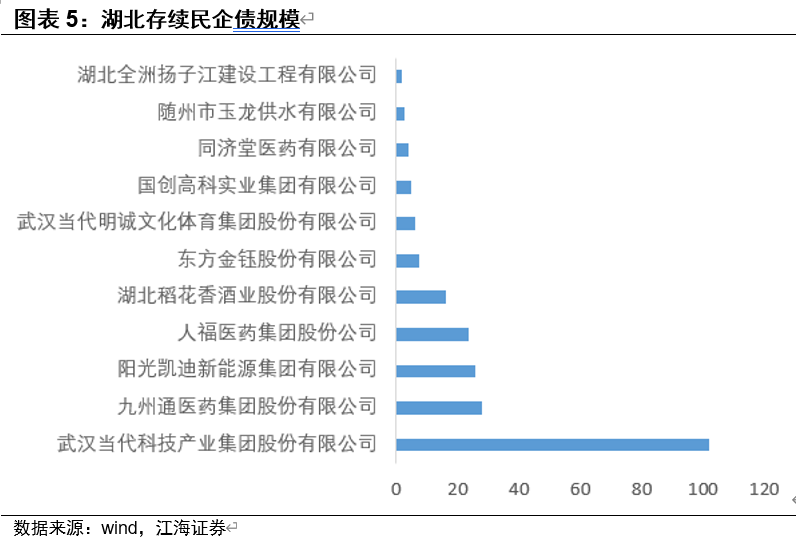 图表 5：湖北存续民企债规模
湖北全洲扬子江建设工程有限公司
随州市玉龙供水有限公司
同济堂医药有限公司
国创高科实业集团有限公司
武汉当代明诚文化体育集团股份有限公司
东方金钰股份有限公司
湖北稻花香酒业股份有限公司
人福医药集团股份公司
阳光凯迪新能源集团有限公司
九州通医药集团股份有限公司
武汉当代科技产业集团股份有限公司
0 20 40 60 80 100 120
数据来源：wind，江海证券